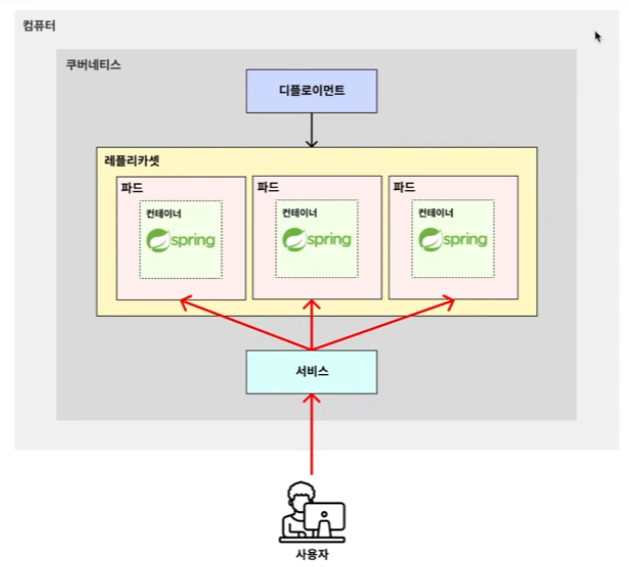 컴퓨터
쿠버네티스
디플로이먼트
레플리카셋
파드
컨테이너
spring
파드
컨테이너
spring
파드
컨테이너
spring
서비스
사용자